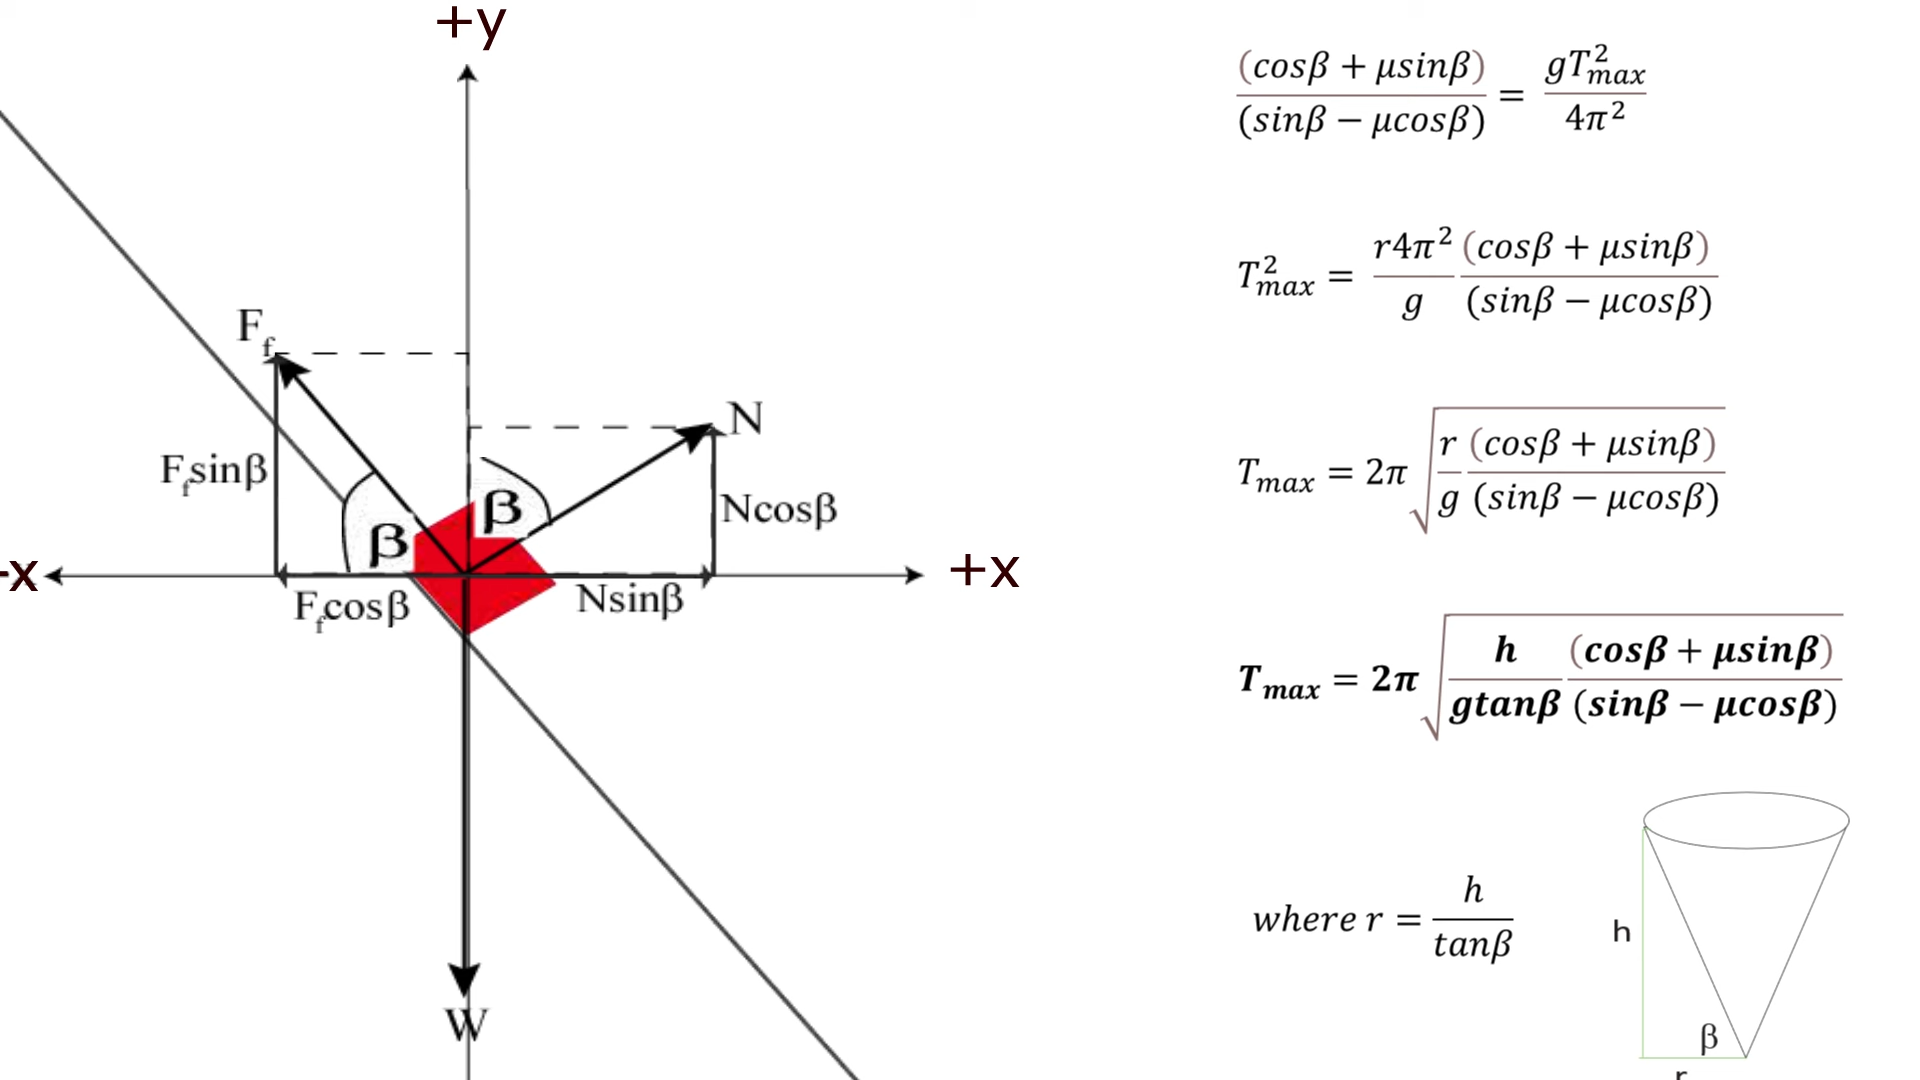 +y
F_f
N
F_f sinβ
β
β
Ncosβ
-x
+x
F_f cosβ
Nsinβ
W
(cosβ + μsinβ) / (sinβ − μcosβ) = gT²_max / 4π²
T²_max = r4π² / g (cosβ + μsinβ) / (sinβ − μcosβ)
T_max = 2π √( r / g (cosβ + μsinβ) / (sinβ − μcosβ) )
T_max = 2π √( h / gtanβ (cosβ + μsinβ) / (sinβ − μcosβ) )
where r = h / tanβ
h
β
r